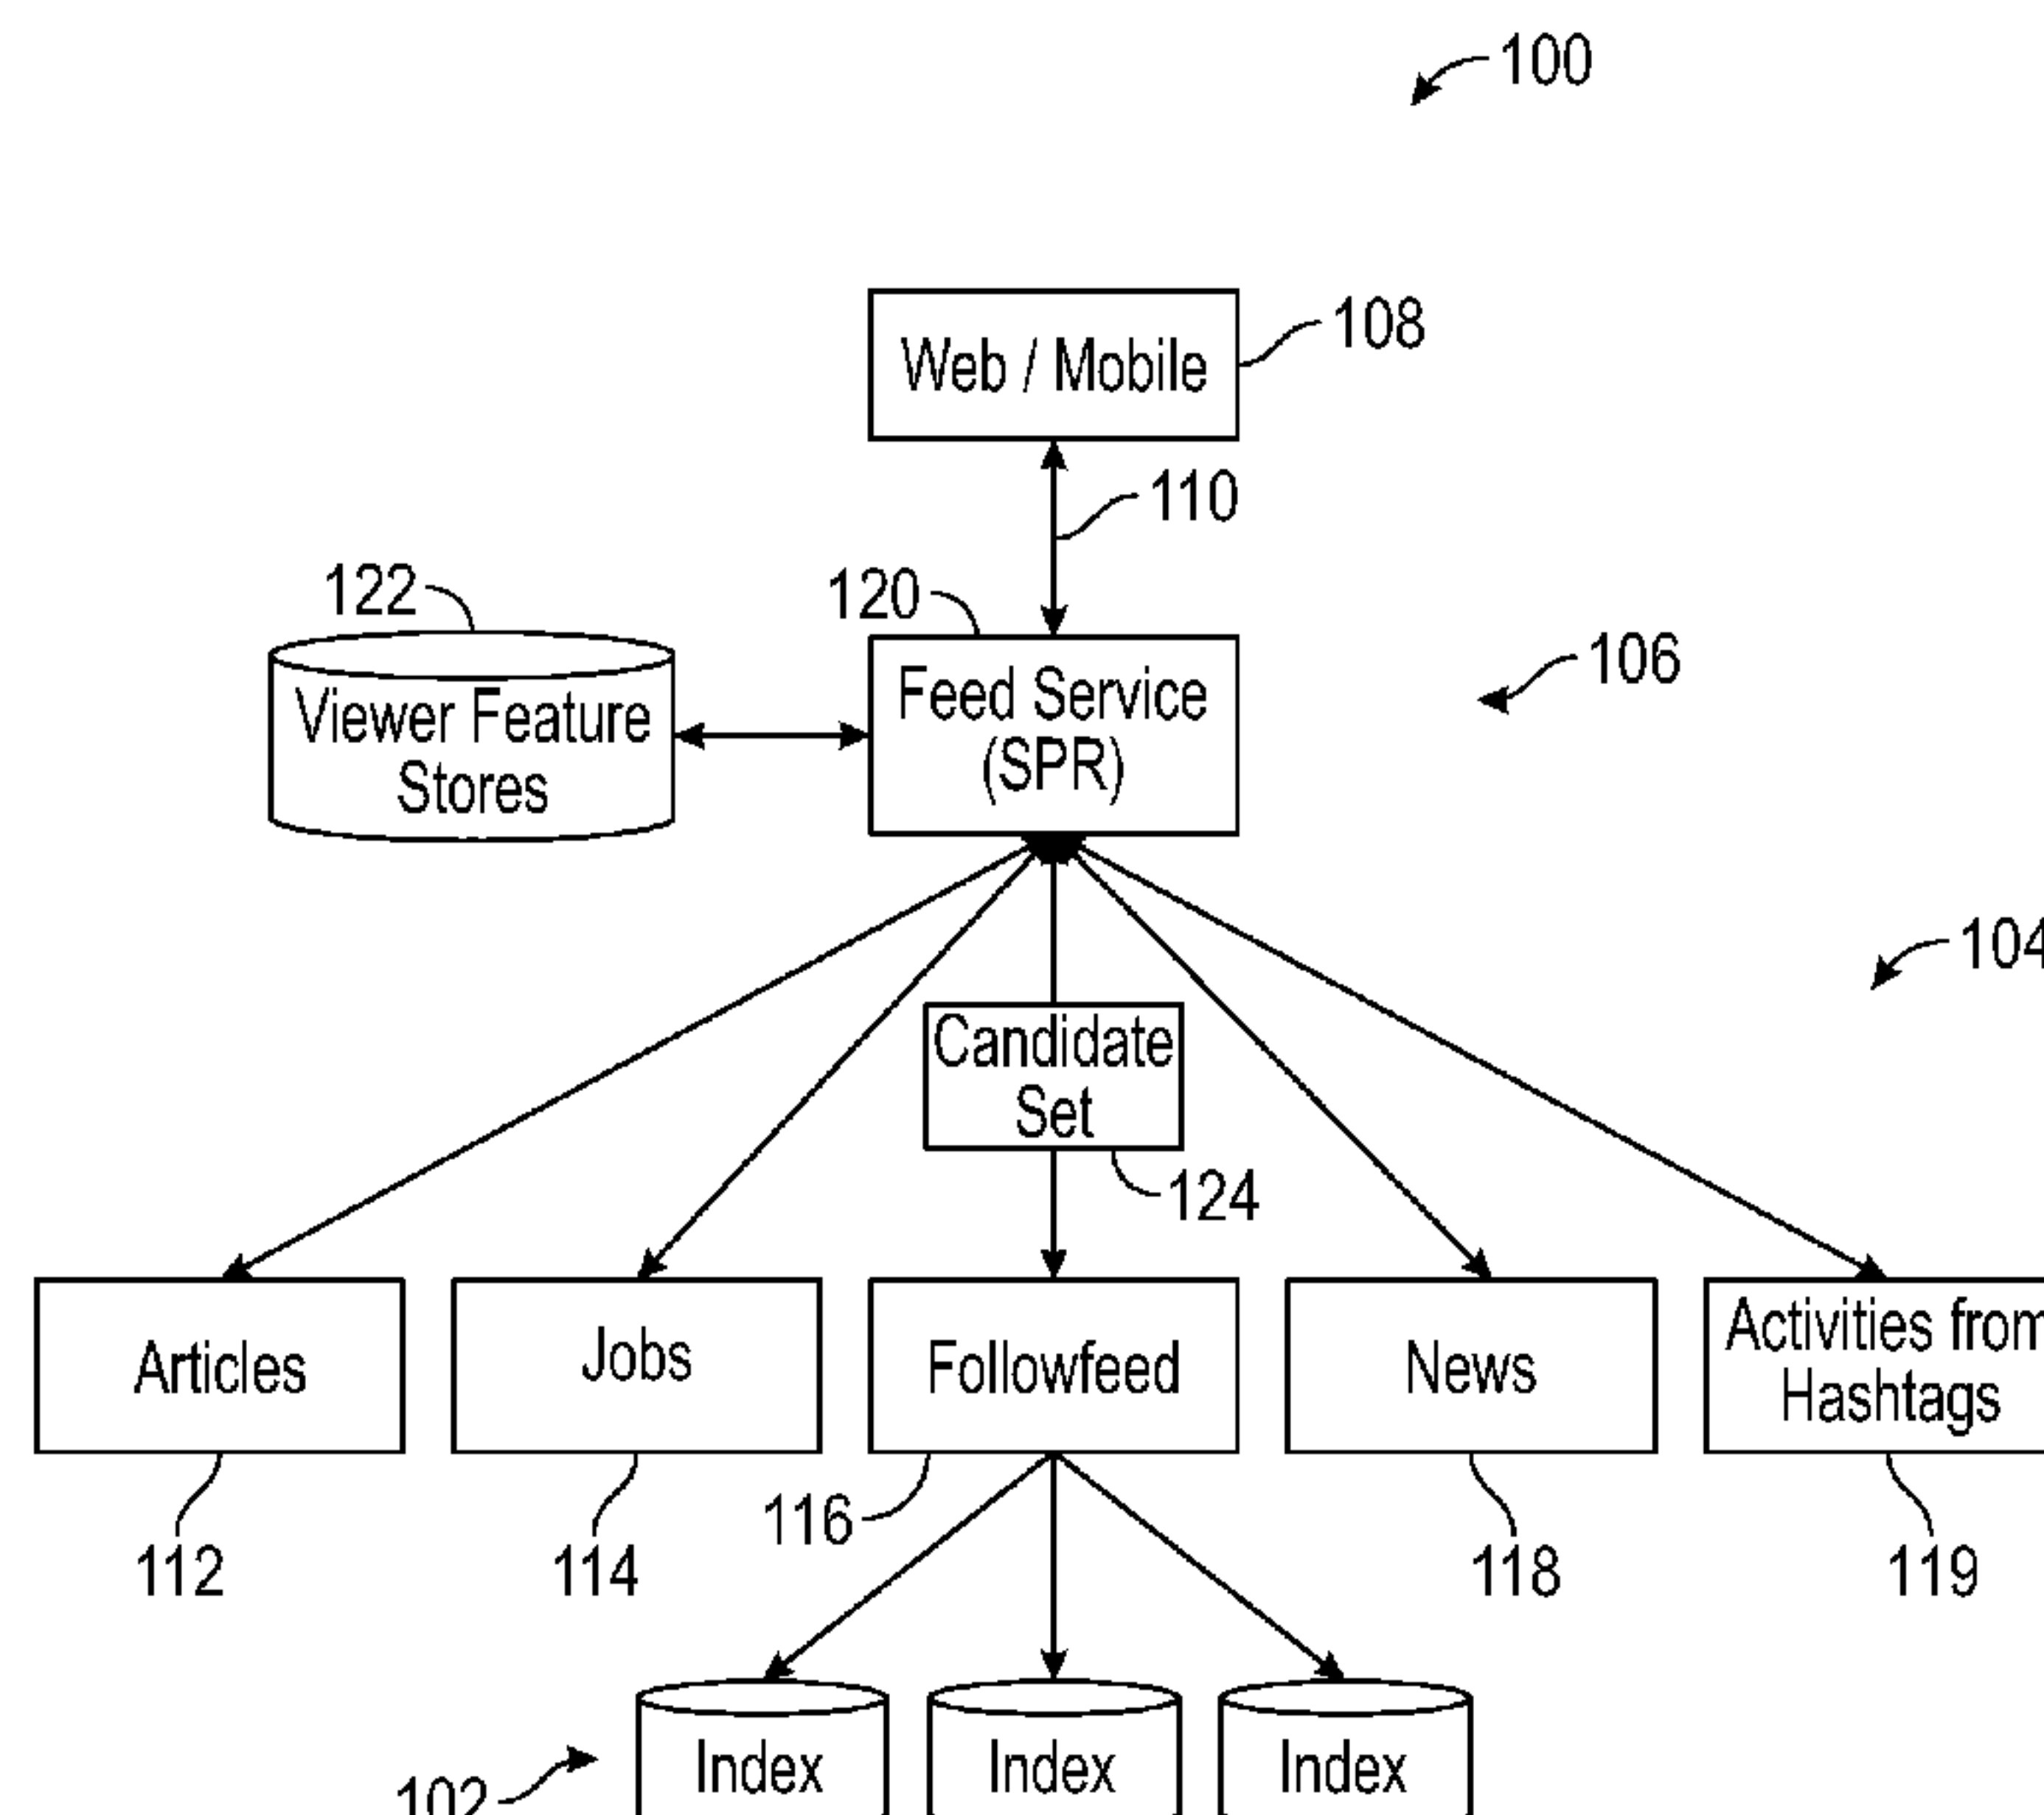 100
Web / Mobile
108
110
122
120
Viewer Feature
Stores
Feed Service
(SPR)
106
104
Candidate
Set
124
Articles
Jobs
Followfeed
News
Activities from
Hashtags
112
114
116
118
119
102
Index
Index
Index